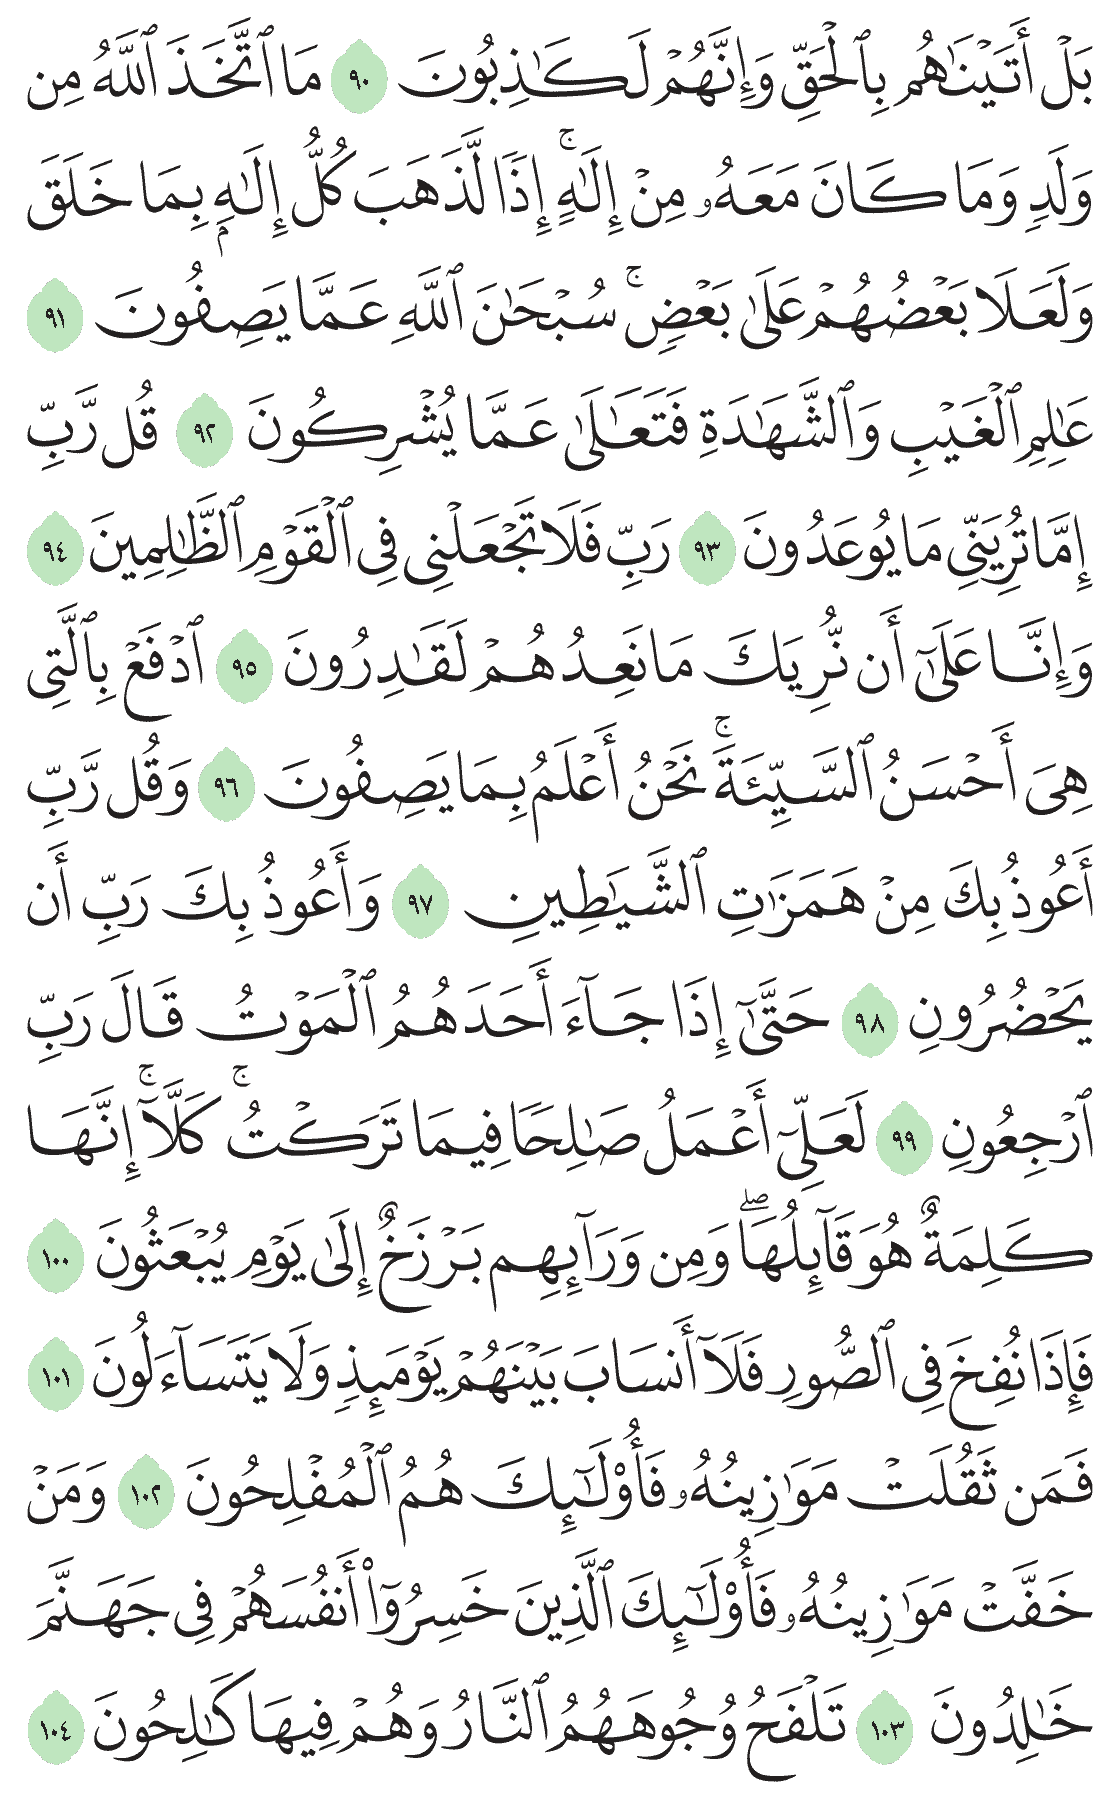 بَلْ أَتَيْنَٰهُم بِٱلْحَقِّ وَإِنَّهُمْ لَكَٰذِبُونَ ٩٠ مَا ٱتَّخَذَ ٱللَّهُ مِن
وَلَدٍ وَمَا كَانَ مَعَهُۥ مِنْ إِلَٰهٍ ۚ إِذًا لَّذَهَبَ كُلُّ إِلَٰهٍۭ بِمَا خَلَقَ
وَلَعَلَا بَعْضُهُمْ عَلَىٰ بَعْضٍ ۚ سُبْحَٰنَ ٱللَّهِ عَمَّا يَصِفُونَ ٩١
عَٰلِمِ ٱلْغَيْبِ وَٱلشَّهَٰدَةِ فَتَعَٰلَىٰ عَمَّا يُشْرِكُونَ ٩٢ قُل رَّبِّ
إِمَّا تُرِيَنِّى مَا يُوعَدُونَ ٩٣ رَبِّ فَلَا تَجْعَلْنِى فِى ٱلْقَوْمِ ٱلظَّٰلِمِينَ ٩٤
وَإِنَّا عَلَىٰٓ أَن نُّرِيَكَ مَا نَعِدُهُمْ لَقَٰدِرُونَ ٩٥ ٱدْفَعْ بِٱلَّتِى
هِىَ أَحْسَنُ ٱلسَّيِّئَةَ ۚ نَحْنُ أَعْلَمُ بِمَا يَصِفُونَ ٩٦ وَقُل رَّبِّ
أَعُوذُ بِكَ مِنْ هَمَزَٰتِ ٱلشَّيَٰطِينِ ٩٧ وَأَعُوذُ بِكَ رَبِّ أَن
يَحْضُرُونِ ٩٨ حَتَّىٰٓ إِذَا جَآءَ أَحَدَهُمُ ٱلْمَوْتُ قَالَ رَبِّ
ٱرْجِعُونِ ٩٩ لَعَلِّىٓ أَعْمَلُ صَٰلِحًا فِيمَا تَرَكْتُ ۚ كَلَّآ ۚ إِنَّهَا
كَلِمَةٌ هُوَ قَآئِلُهَا ۖ وَمِن وَرَآئِهِم بَرْزَخٌ إِلَىٰ يَوْمِ يُبْعَثُونَ ١٠٠
فَإِذَا نُفِخَ فِى ٱلصُّورِ فَلَآ أَنسَابَ بَيْنَهُمْ يَوْمَئِذٍ وَلَا يَتَسَآءَلُونَ ١٠١
فَمَن ثَقُلَتْ مَوَٰزِينُهُۥ فَأُو۟لَٰٓئِكَ هُمُ ٱلْمُفْلِحُونَ ١٠٢ وَمَنْ
خَفَّتْ مَوَٰزِينُهُۥ فَأُو۟لَٰٓئِكَ ٱلَّذِينَ خَسِرُوٓا۟ أَنفُسَهُمْ فِى جَهَنَّمَ
خَٰلِدُونَ ١٠٣ تَلْفَحُ وُجُوهَهُمُ ٱلنَّارُ وَهُمْ فِيهَا كَٰلِحُونَ ١٠٤